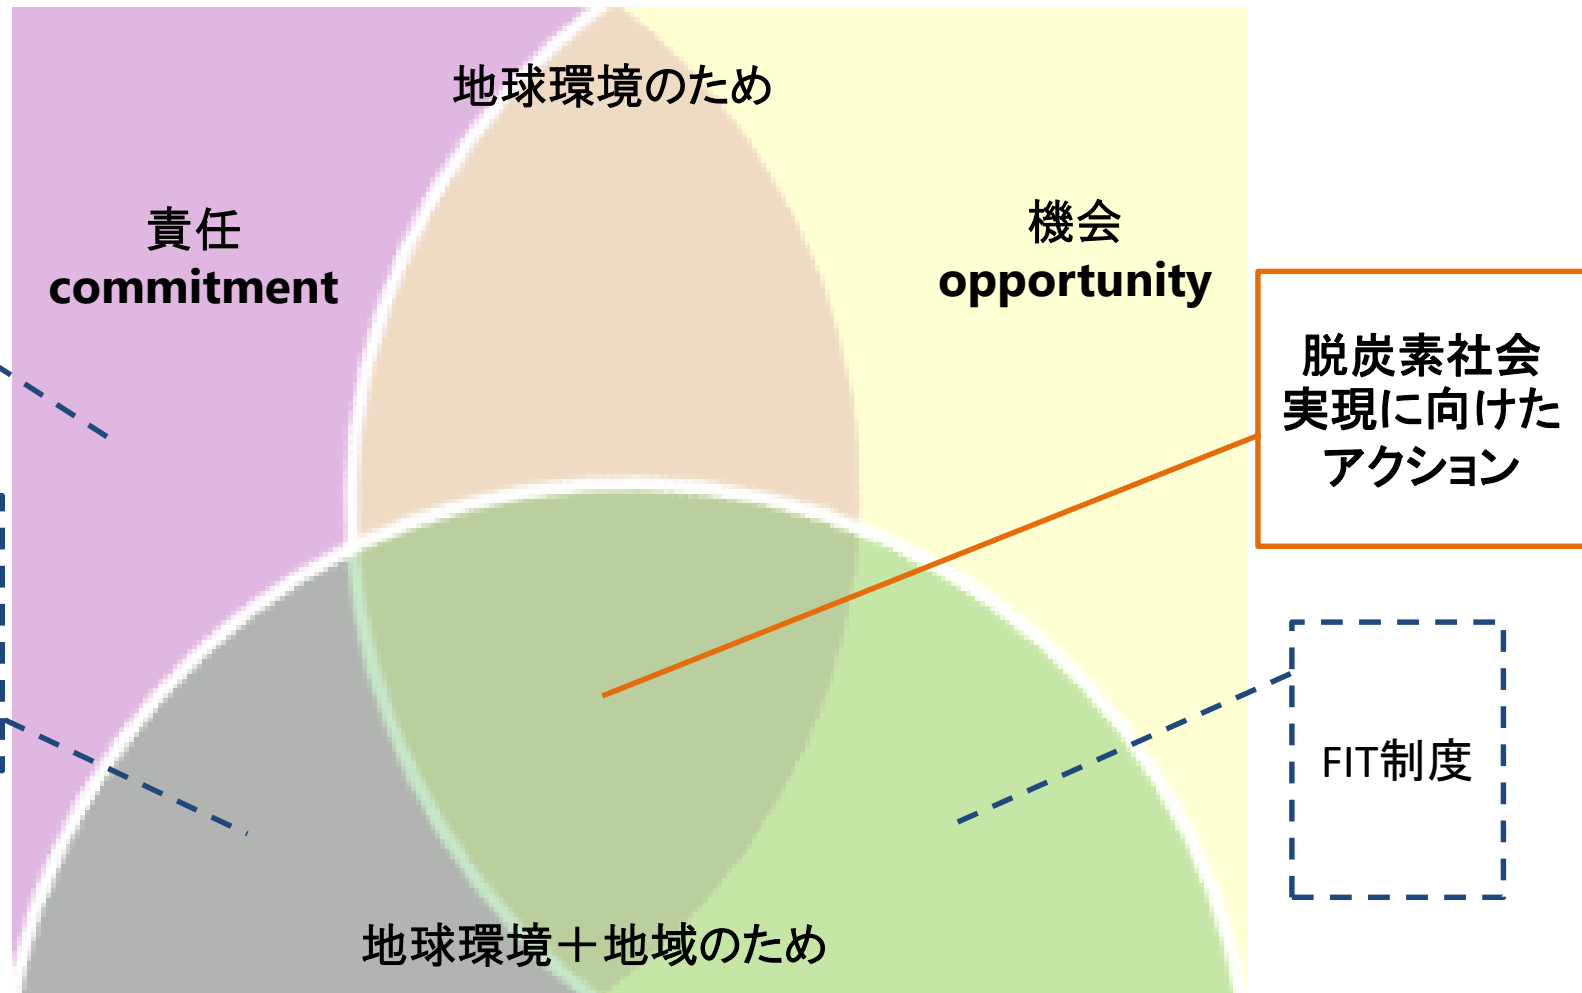 地球環境のため
責任
commitment
機会
opportunity
脱炭素社会
実現に向けた
アクション
FIT制度
地球環境＋地域のため